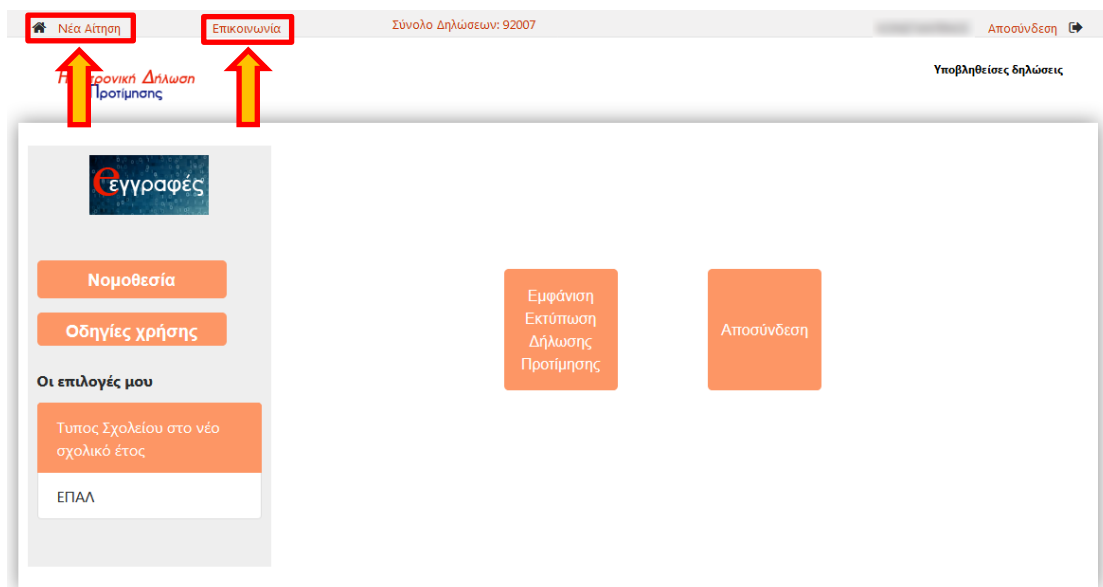 Νέα Αίτηση
Επικοινωνία
Σύνολο Δηλώσεων: 92007
Αποσύνδεση
Δήλωση
Προτίμησης
Υποβληθείσες δηλώσεις
eεγγραφές
Νομοθεσία
Οδηγίες χρήσης
Οι επιλογές μου
Τυπος Σχολείου στο νέο
σχολικό έτος
ΕΠΑΛ
Εμφάνιση
Εκτύπωση
Δήλωσης
Προτίμησης
Αποσύνδεση